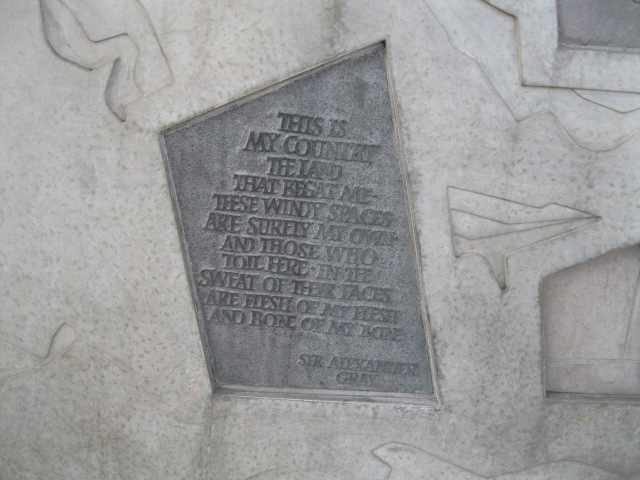 THIS IS
MY COUNTRY
THE LAND
THAT BEGAT ME
THESE WINDY SPACES
ARE SURELY MY OWN·
AND THOSE WHO
TOIL HERE· IN THE
SWEAT OF THEIR FACES
ARE FLESH OF MY FLESH
AND BONE OF MY BONE
SIR ALEXANDER
GRAY